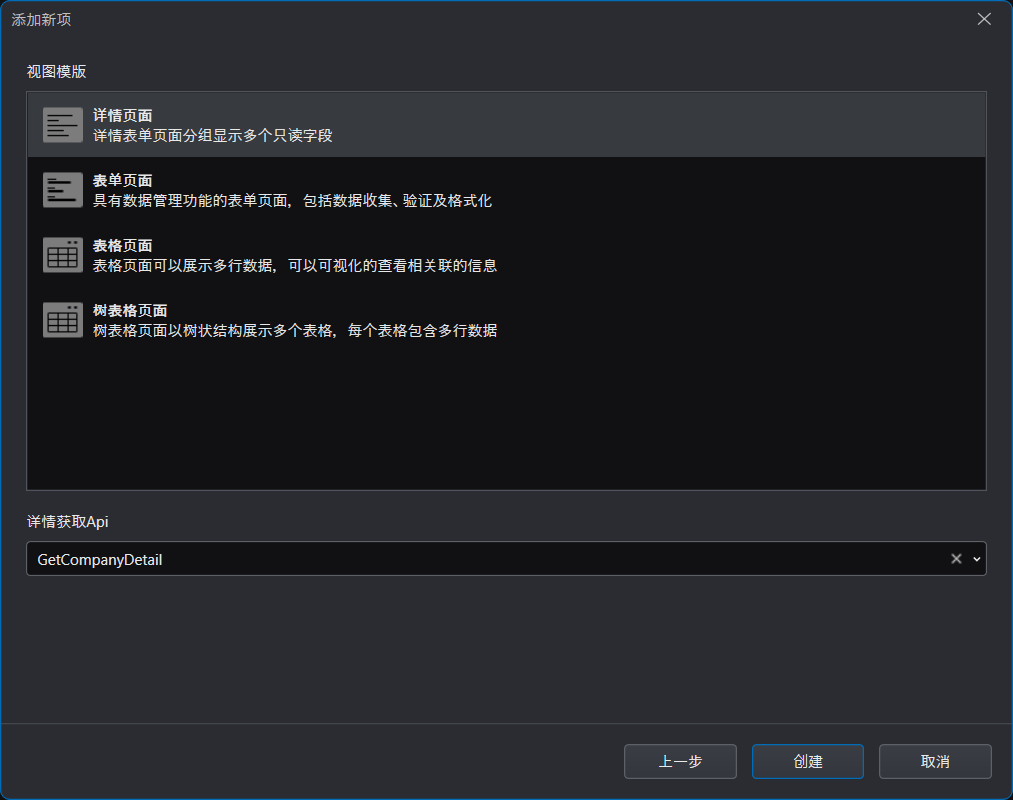 添加新项
视图模版
详情页面
详情表单页面分组显示多个只读字段
表单页面
具有数据管理功能的表单页面，包括数据收集、验证及格式化
表格页面
表格页面可以展示多行数据，可以可视化的查看相关联的信息
树表格页面
树表格页面以树状结构展示多个表格，每个表格包含多行数据
详情获取Api
GetCompanyDetail
上一步
创建
取消